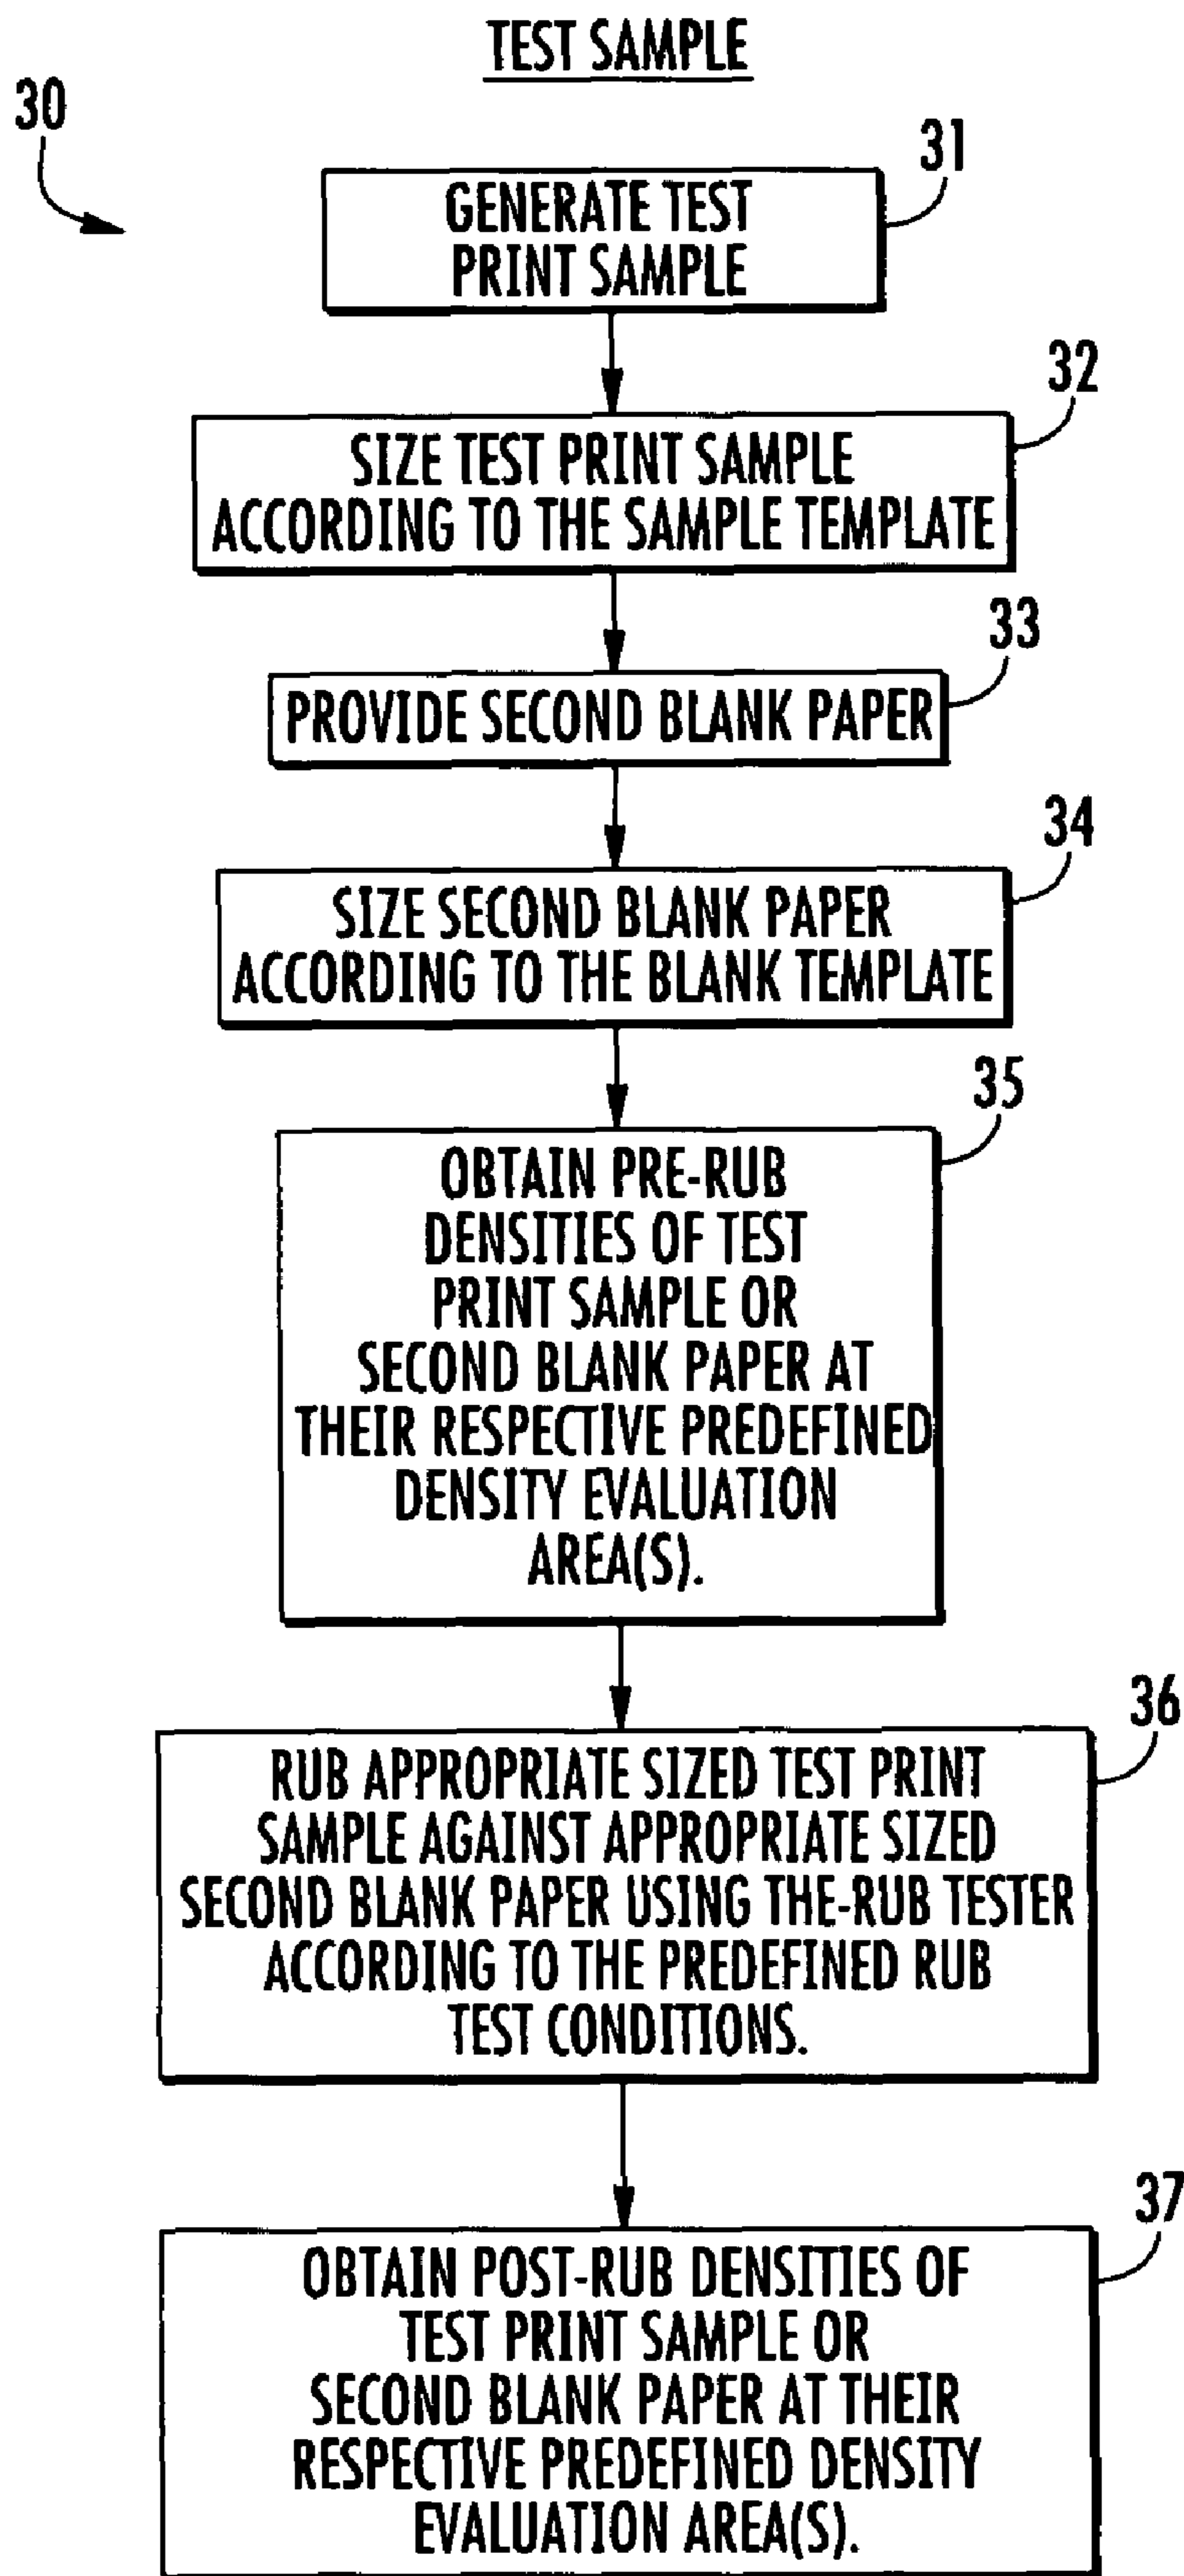 TEST SAMPLE
30
31
GENERATE TEST
PRINT SAMPLE
32
SIZE TEST PRINT SAMPLE
ACCORDING TO THE SAMPLE TEMPLATE
33
PROVIDE SECOND BLANK PAPER
34
SIZE SECOND BLANK PAPER
ACCORDING TO THE BLANK TEMPLATE
35
OBTAIN PRE-RUB
DENSITIES OF TEST
PRINT SAMPLE OR
SECOND BLANK PAPER AT
THEIR RESPECTIVE PREDEFINED
DENSITY EVALUATION
AREA(S).
36
RUB APPROPRIATE SIZED TEST PRINT
SAMPLE AGAINST APPROPRIATE SIZED
SECOND BLANK PAPER USING THE-RUB TESTER
ACCORDING TO THE PREDEFINED RUB
TEST CONDITIONS.
37
OBTAIN POST-RUB DENSITIES OF
TEST PRINT SAMPLE OR
SECOND BLANK PAPER AT THEIR
RESPECTIVE PREDEFINED DENSITY
EVALUATION AREA(S).